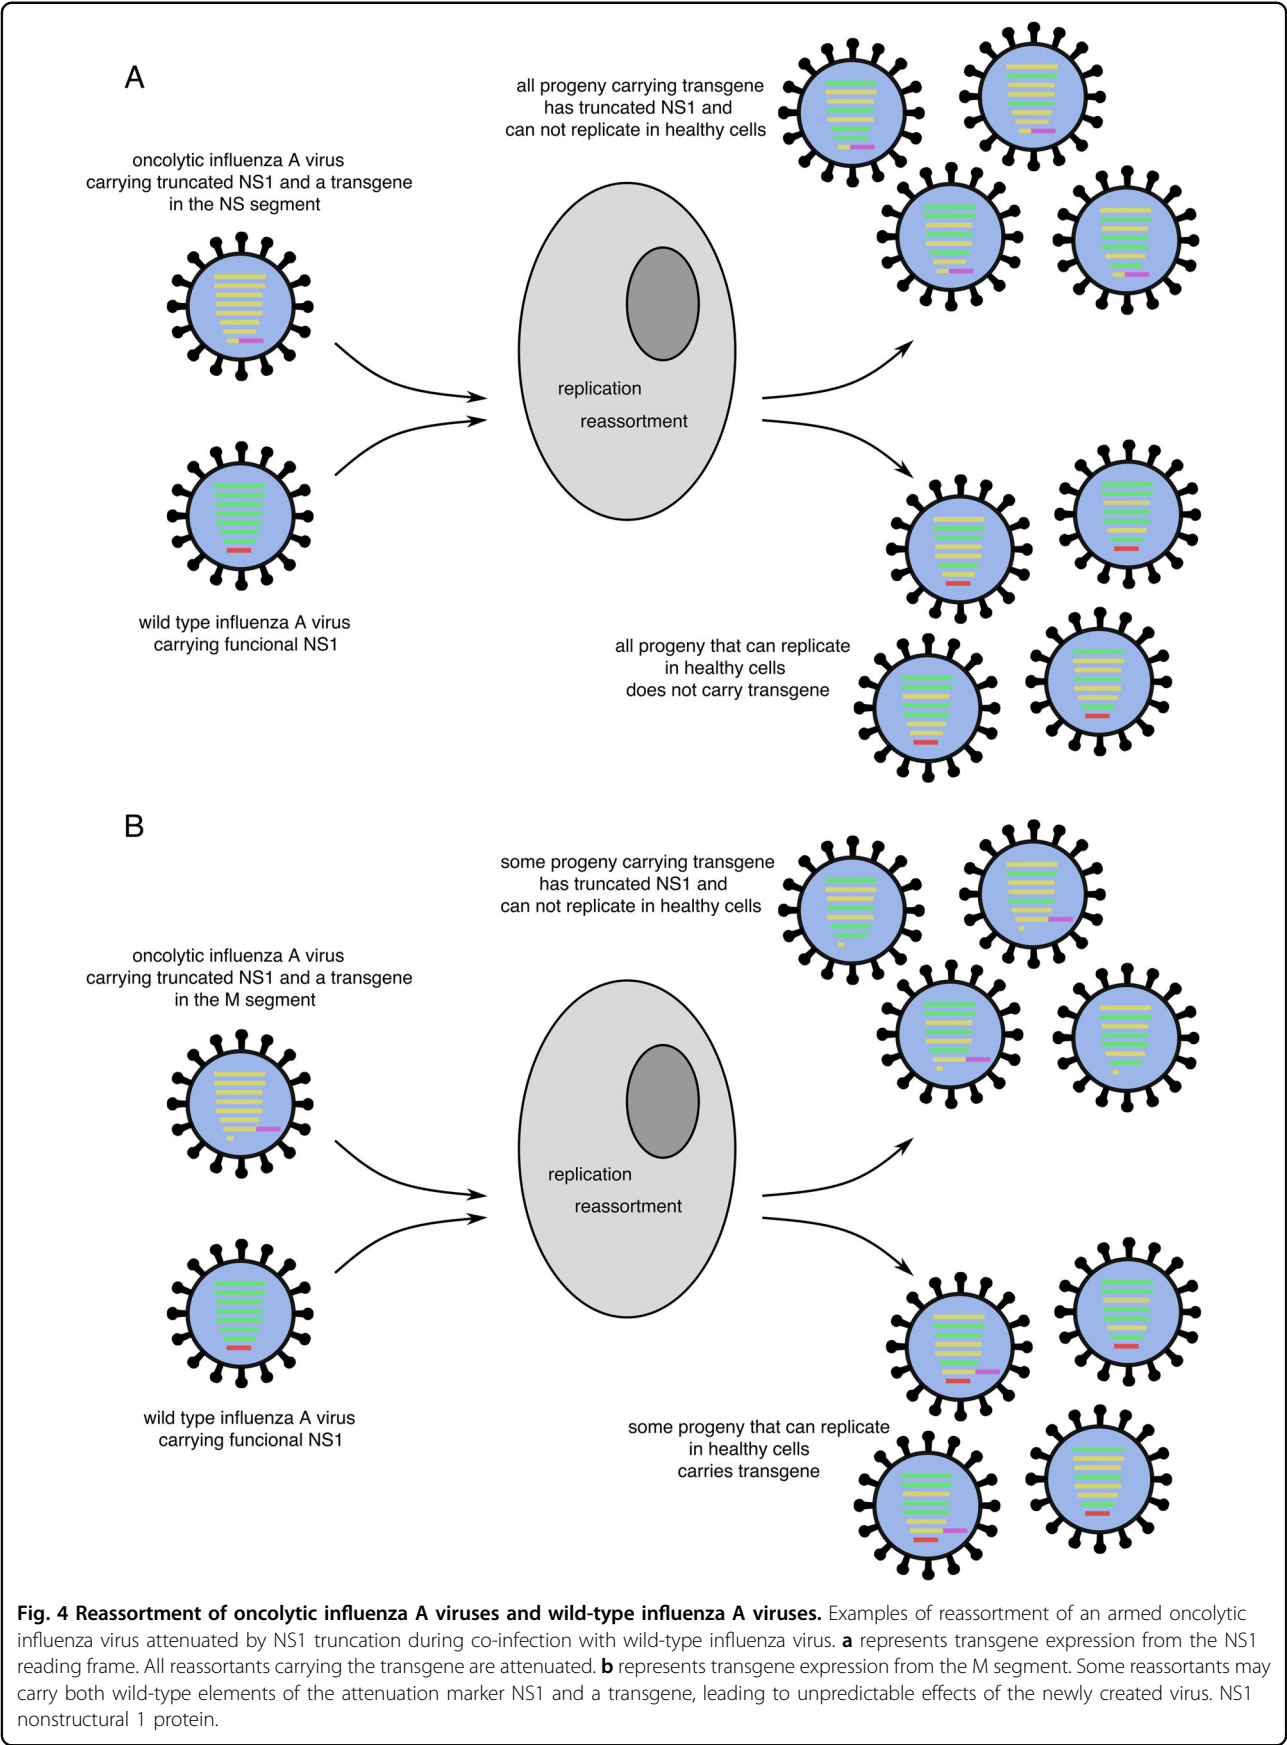 A
oncolytic influenza A virus
carrying truncated NS1 and a transgene
in the NS segment
wild type influenza A virus
carrying funcional NS1
replication
reassortment
all progeny carrying transgene
has truncated NS1 and
can not replicate in healthy cells
all progeny that can replicate
in healthy cells
does not carry transgene
B
oncolytic influenza A virus
carrying truncated NS1 and a transgene
in the M segment
wild type influenza A virus
carrying funcional NS1
replication
reassortment
some progeny carrying transgene
has truncated NS1 and
can not replicate in healthy cells
some progeny that can replicate
in healthy cells
carries transgene
Fig. 4 Reassortment of oncolytic influenza A viruses and wild-type influenza A viruses. Examples of reassortment of an armed oncolytic
influenza virus attenuated by NS1 truncation during co-infection with wild-type influenza virus. a represents transgene expression from the NS1
reading frame. All reassortants carrying the transgene are attenuated. b represents transgene expression from the M segment. Some reassortants may
carry both wild-type elements of the attenuation marker NS1 and a transgene, leading to unpredictable effects of the newly created virus. NS1
nonstructural 1 protein.